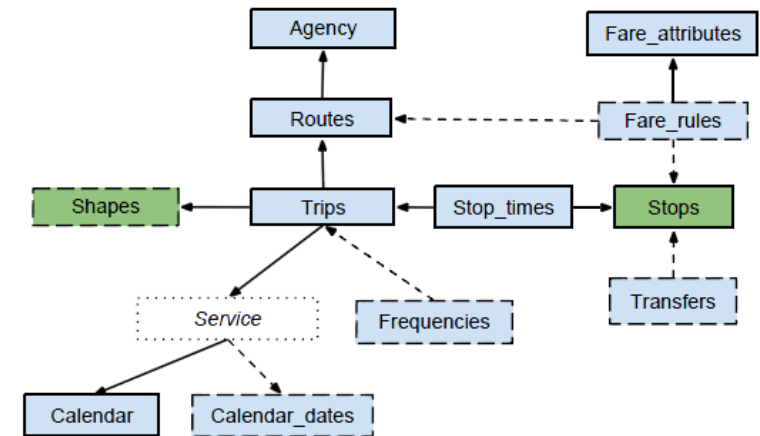 Agency
Fare_attributes
Routes
Fare_rules
Shapes
Trips
Stop_times
Stops
Service
Frequencies
Transfers
Calendar
Calendar_dates